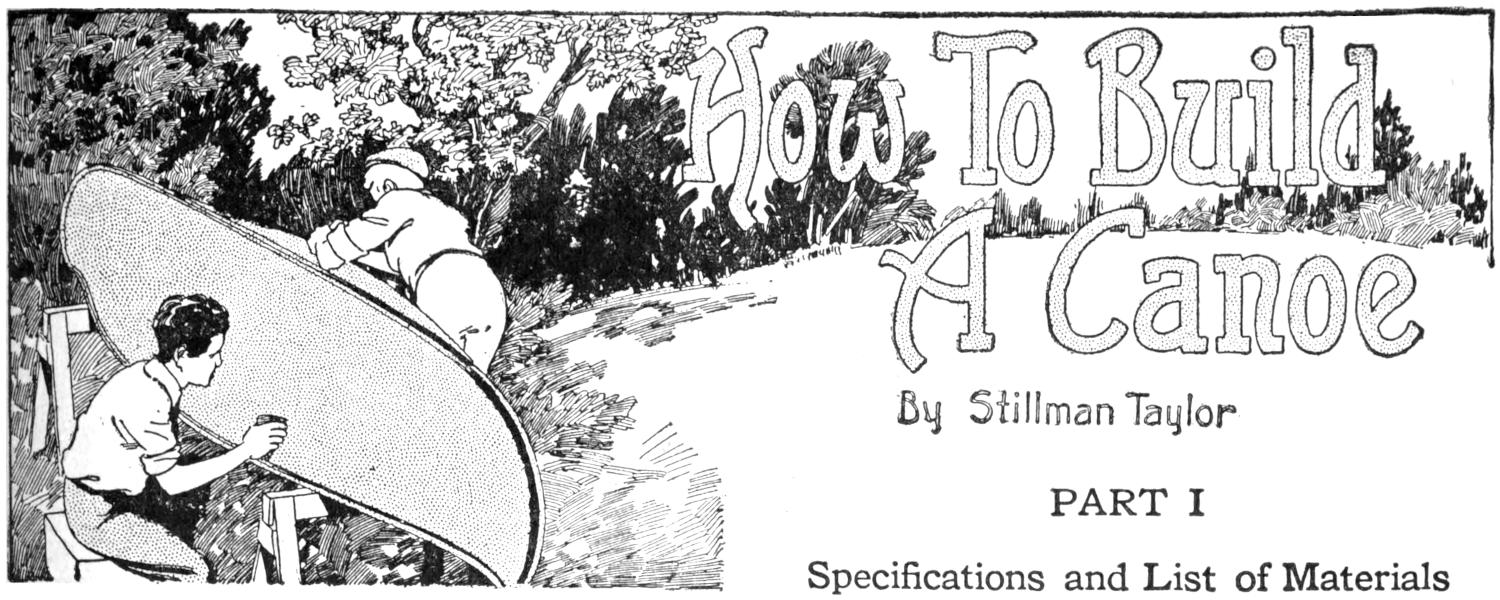 How To Build
A Canoe
By Stillman Taylor
PART I
Specifications and List of Materials